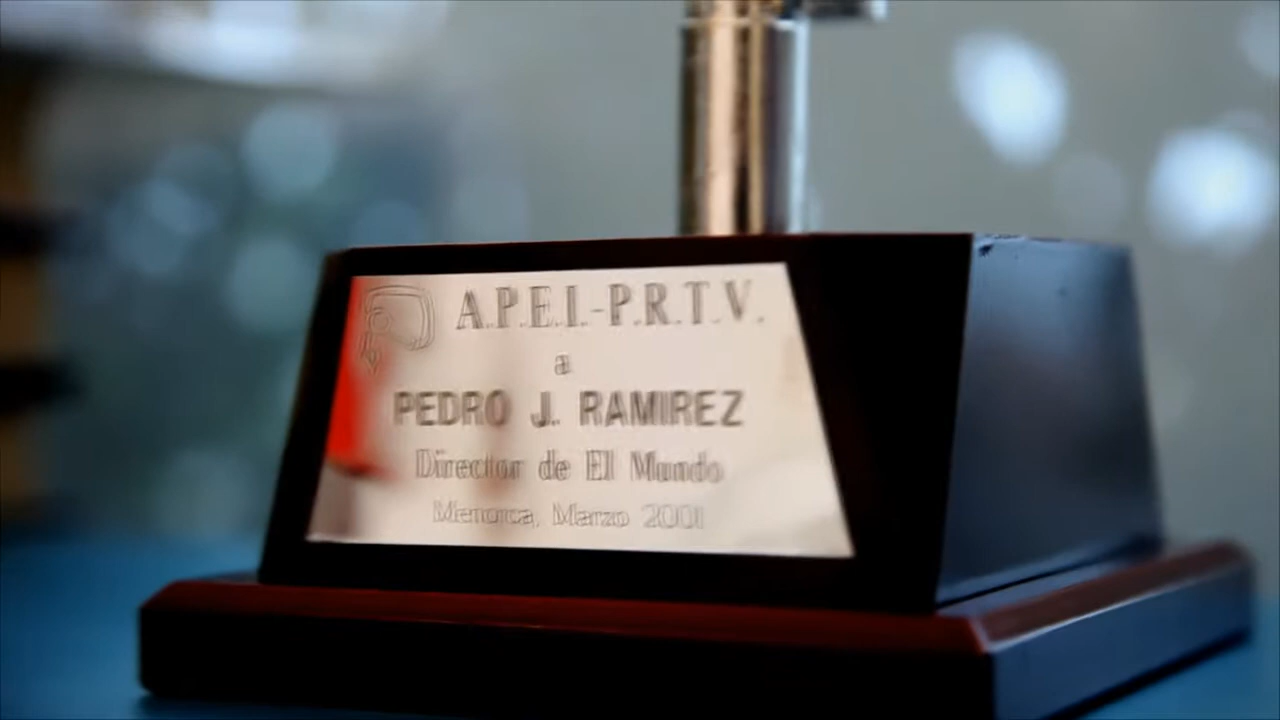 A.P.E.I.-P.R.T.V.
a
PEDRO J. RAMIREZ
Director de El Mundo
Menorca, Marzo 2001